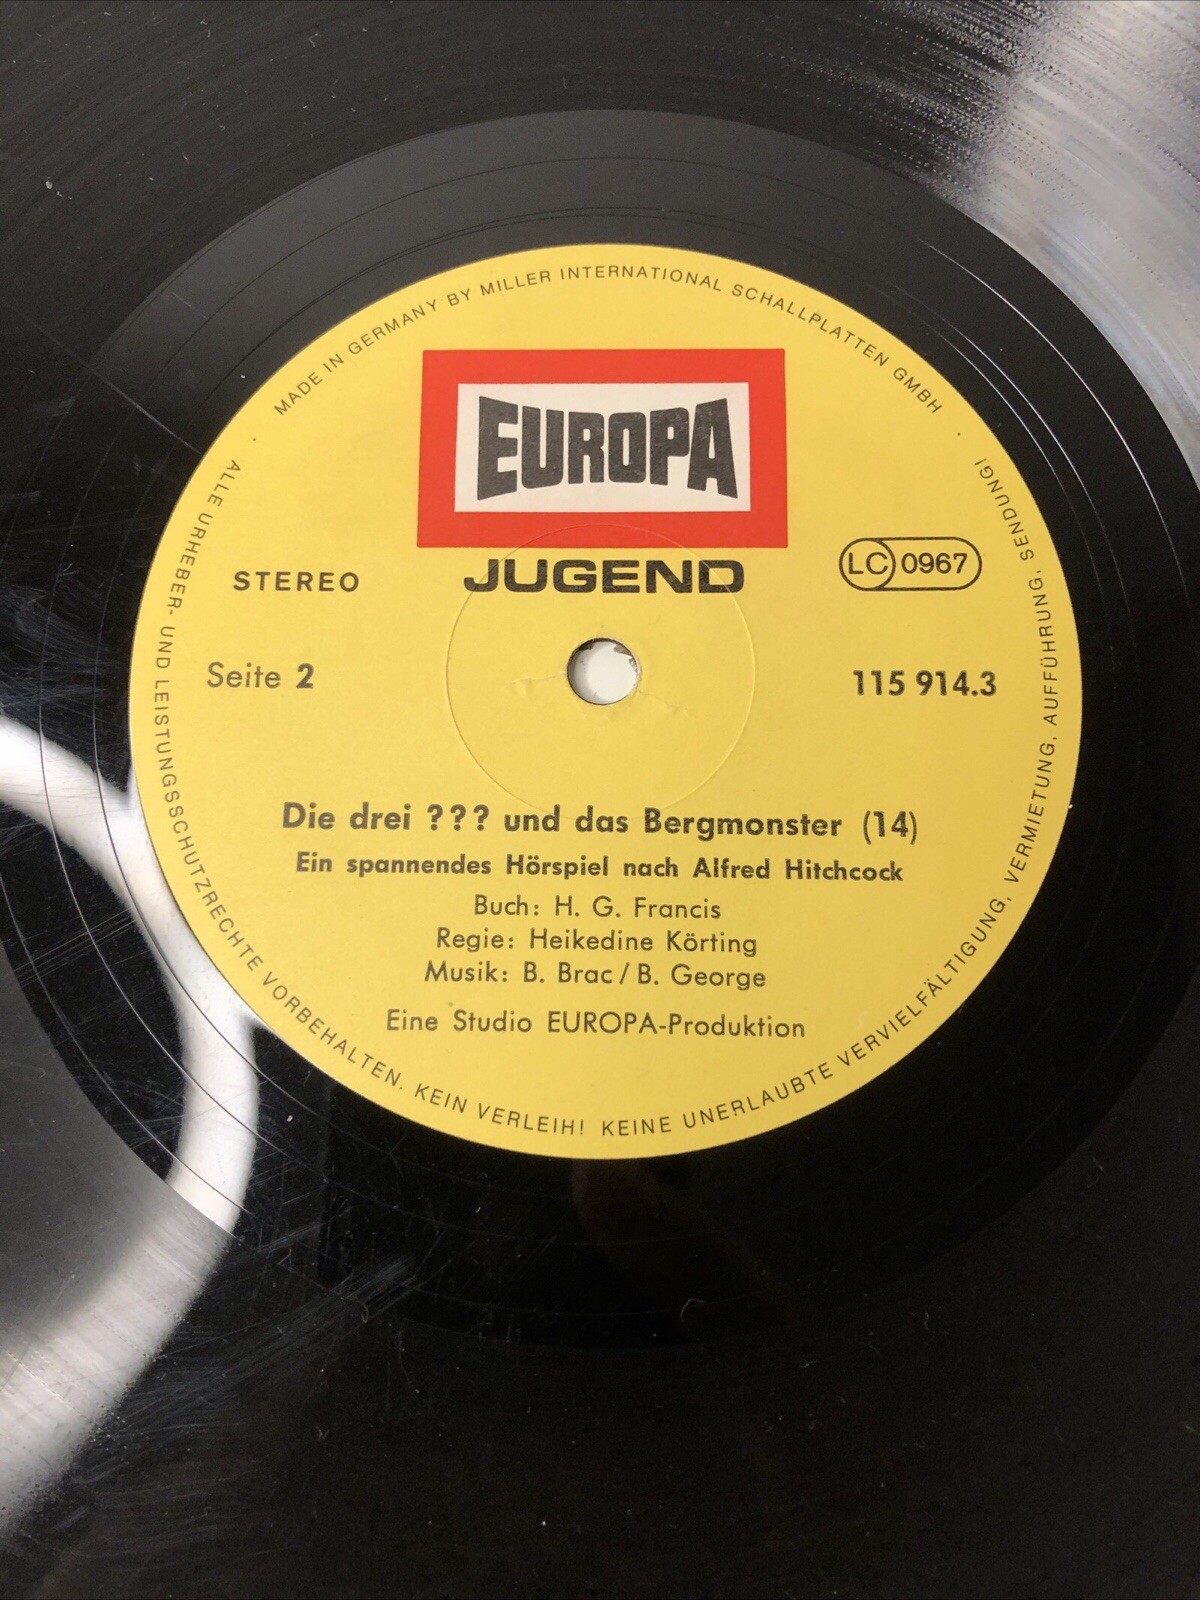 MADE IN GERMANY BY MILLER INTERNATIONAL SCHALLPLATTEN GMBH
EUROPA
JUGEND
STEREO
LC 0967
Seite 2
115 914.3
Die drei ??? und das Bergmonster (14)
Ein spannendes Hörspiel nach Alfred Hitchcock
Buch: H. G. Francis
Regie: Heikedine Körting
Musik: B. Brac / B. George
Eine Studio EUROPA-Produktion
ALLE URHEBER- UND LEISTUNGSSCHUTZRECHTE VORBEHALTEN. KEIN VERLEIH! KEINE UNERLAUBTE VERVIELFÄLTIGUNG, VERMIETUNG, AUFFÜHRUNG, SENDUNG!